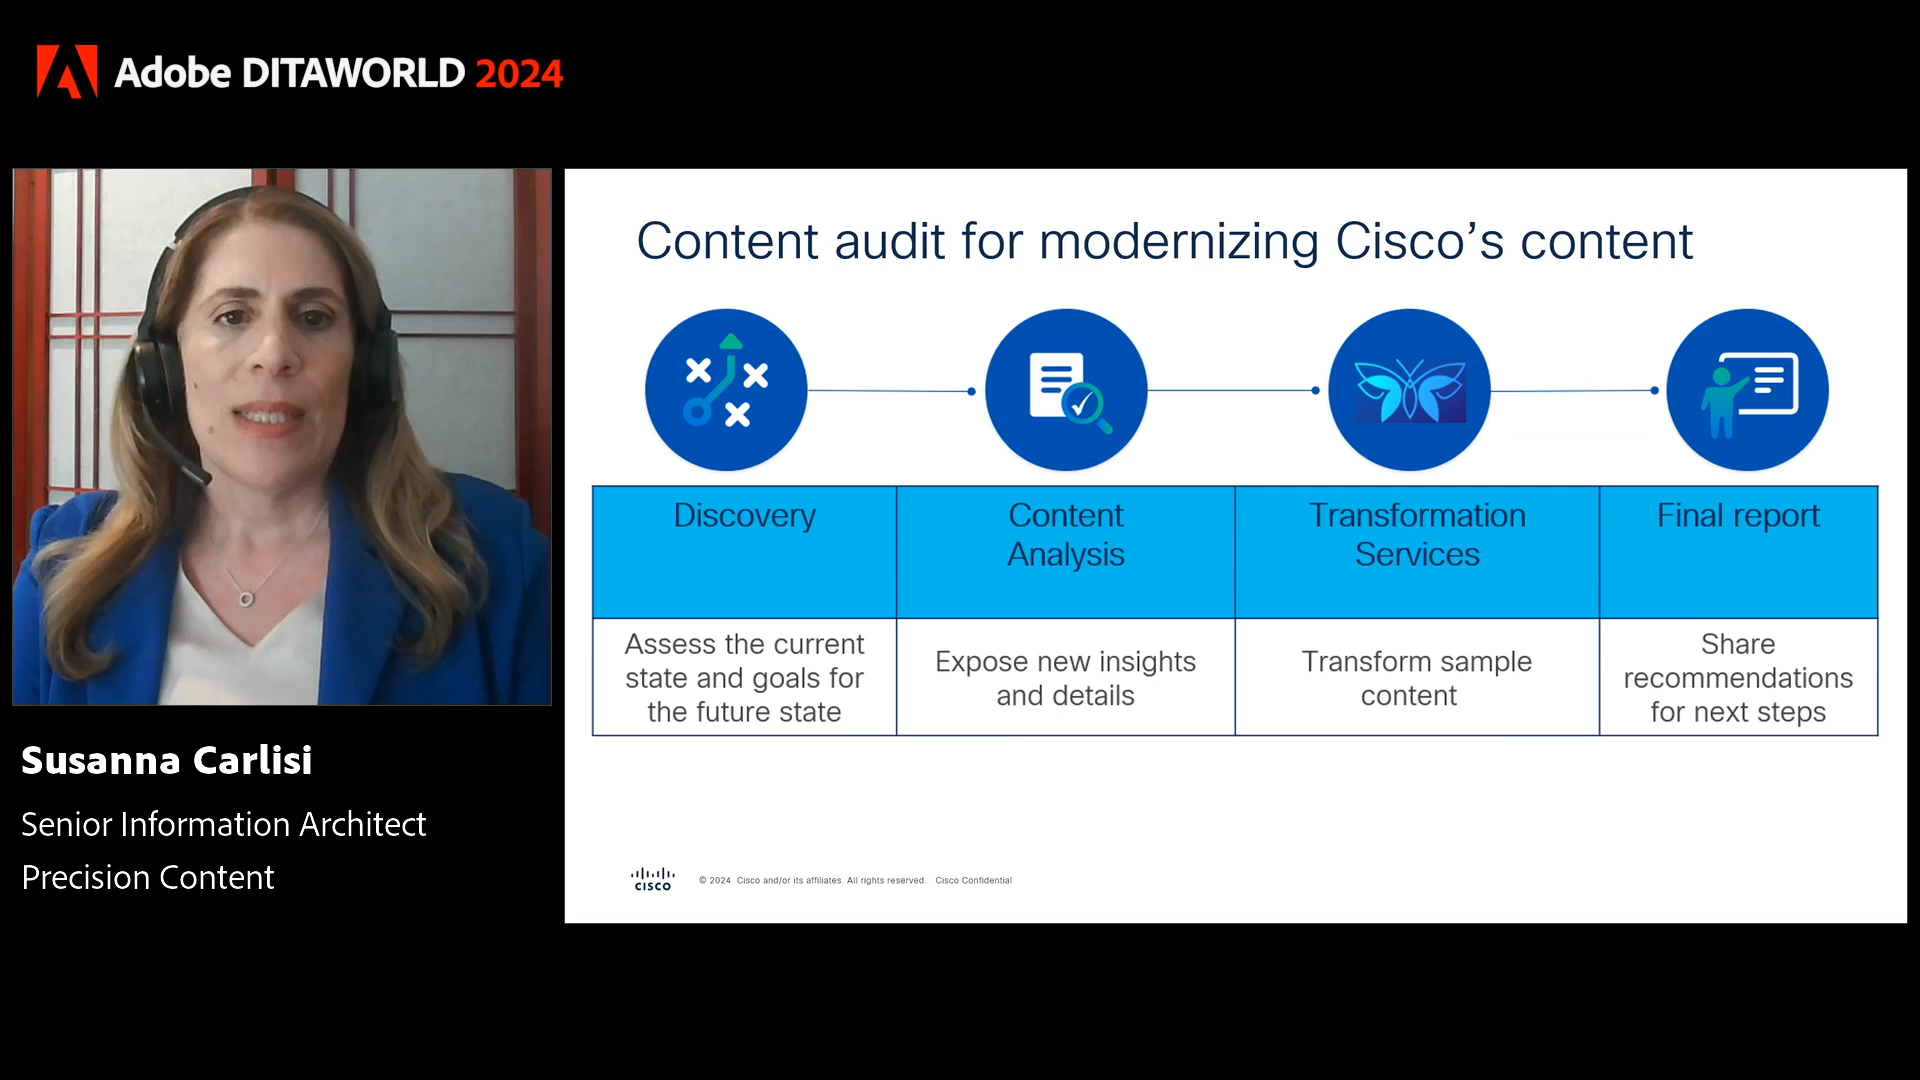 Adobe DITAWORLD 2024
Content audit for modernizing Cisco’s content
Discovery
Content
Analysis
Transformation
Services
Final report
Assess the current
state and goals for
the future state
Expose new insights
and details
Transform sample
content
Share
recommendations
for next steps
CISCO
© 2024 Cisco and/or its affiliates. All rights reserved. Cisco Confidential
Susanna Carlisi
Senior Information Architect
Precision Content